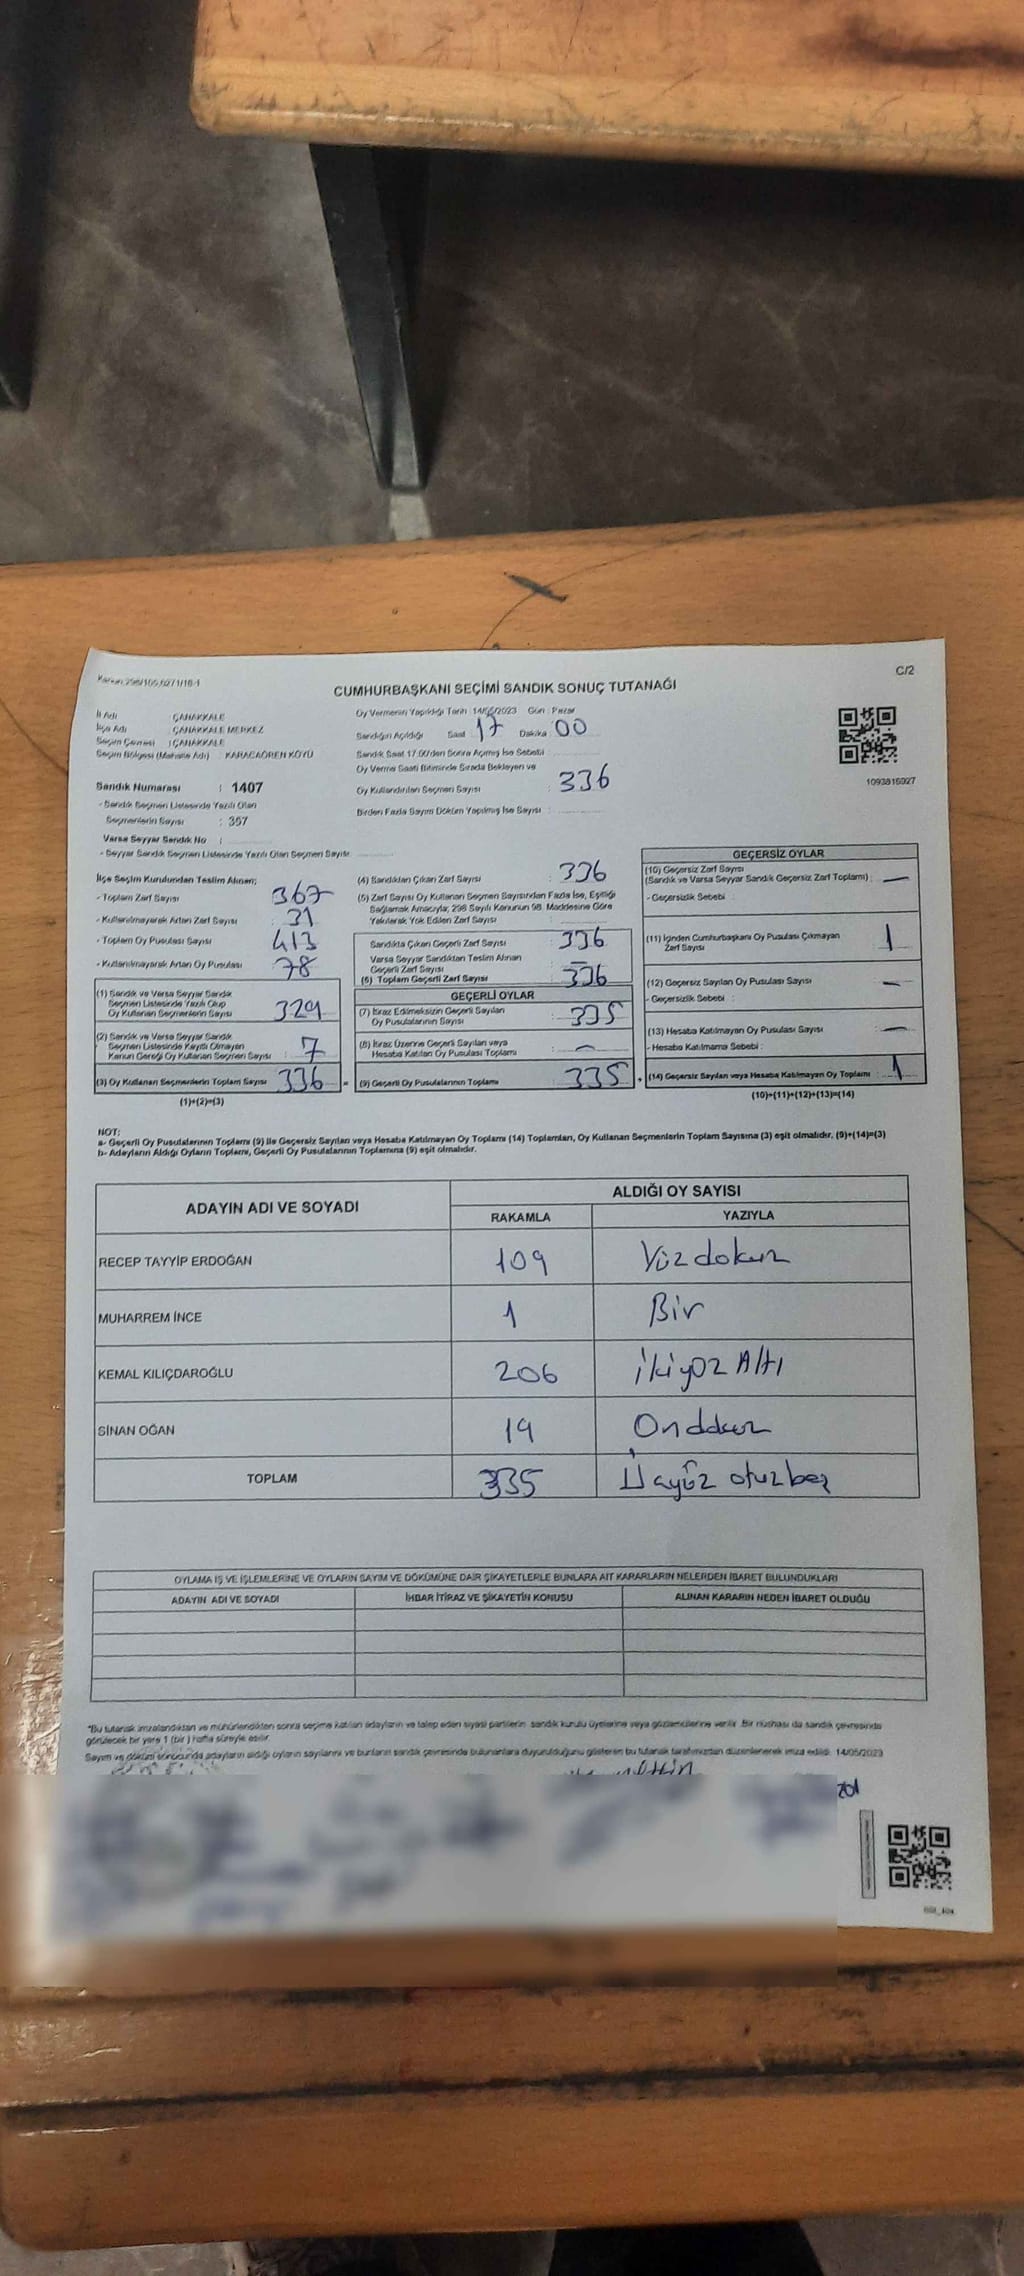 Kanun:298/105,6271/18-1
C/2
CUMHURBAŞKANI SEÇİMİ SANDIK SONUÇ TUTANAĞI
İl Adı : ÇANAKKALE
İlçe Adı : ÇANAKKALE MERKEZ
Seçim Çevresi : ÇANAKKALE
Seçim Bölgesi (Mahalle Adı) : KARACAÖREN KÖYÜ
Sandık Numarası : 1407
- Sandık Seçmen Listesinde Yazılı Olan
Seçmenlerin Sayısı : 357
Varsa Seyyar Sandık No :
- Seyyar Sandık Seçmen Listesinde Yazılı Olan Seçmen Sayısı:
Oy Vermenin Yapıldığı Tarih : 14/05/2023 Gün : Pazar
Sandığın Açıldığı Saat : 17 Dakika : 00
Sandık Saat 17.00'den Sonra Açılmış İse Sebebi :
Oy Verme Saati Bitiminde Sırada Bekleyen ve
Oy Kullandırılan Seçmen Sayısı : 336
Birden Fazla Sayım Döküm Yapılmış İse Sayısı :
1093816927
İlçe Seçim Kurulundan Teslim Alınan;
- Toplam Zarf Sayısı : 367
- Kullanılmayarak Artan Zarf Sayısı : 31
- Toplam Oy Pusulası Sayısı : 413
- Kullanılmayarak Artan Oy Pusulası : 78
(1) Sandık ve Varsa Seyyar Sandık
Seçmen Listesinde Yazılı Olup
Oy Kullanan Seçmenlerin Sayısı : 329
(2) Sandık ve Varsa Seyyar Sandık
Seçmen Listesinde Kayıtlı Olmayan
Kanun Gereği Oy Kullanan Seçmen Sayısı : 7
(3) Oy Kullanan Seçmenlerin Toplam Sayısı : 336 =
(1)+(2)=(3)
(4) Sandıktan Çıkan Zarf Sayısı : 336
(5) Zarf Sayısı Oy Kullanan Seçmen Sayısından Fazla İse, Eşitliği
Sağlamak Amacıyla; 298 Sayılı Kanunun 98. Maddesine Göre
Yakılarak Yok Edilen Zarf Sayısı :
Sandıkta Çıkan Geçerli Zarf Sayısı : 336
Varsa Seyyar Sandıktan Teslim Alınan
Geçerli Zarf Sayısı : –
(6) Toplam Geçerli Zarf Sayısı : 336
GEÇERLİ OYLAR
(7) İtiraz Edilmeksizin Geçerli Sayılan
Oy Pusulalarının Sayısı : 335
(8) İtiraz Üzerine Geçerli Sayılan veya
Hesaba Katılan Oy Pusulası Toplamı : –
(9) Geçerli Oy Pusulalarının Toplamı : 335 +
GEÇERSİZ OYLAR
(10) Geçersiz Zarf Sayısı
(Sandık ve Varsa Seyyar Sandık Geçersiz Zarf Toplamı) : –
- Geçersizlik Sebebi :
(11) İçinden Cumhurbaşkanı Oy Pusulası Çıkmayan
Zarf Sayısı : 1
(12) Geçersiz Sayılan Oy Pusulası Sayısı : –
- Geçersizlik Sebebi :
(13) Hesaba Katılmayan Oy Pusulası Sayısı : –
- Hesaba Katılmama Sebebi :
(14) Geçersiz Sayılan veya Hesaba Katılmayan Oy Toplamı : 1
(10)+(11)+(12)+(13)=(14)
NOT:
a- Geçerli Oy Pusulalarının Toplamı (9) ile Geçersiz Sayılan veya Hesaba Katılmayan Oy Toplamı (14) Toplamları, Oy Kullanan Seçmenlerin Toplam Sayısına (3) eşit olmalıdır. (9)+(14)=(3)
b- Adayların Aldığı Oyların Toplamı, Geçerli Oy Pusulalarının Toplamına (9) eşit olmalıdır.
ADAYIN ADI VE SOYADI ALDIĞI OY SAYISI
RAKAMLA YAZIYLA
RECEP TAYYİP ERDOĞAN 109 Yüzdokuz
MUHARREM İNCE 1 Bir
KEMAL KILIÇDAROĞLU 206 ikiyüz Altı
SİNAN OĞAN 19 Ondokuz
TOPLAM 335 Üçyüz otuzbeş
OYLAMA İŞ VE İŞLEMLERİNE VE OYLARIN SAYIM VE DÖKÜMÜNE DAİR ŞİKAYETLERLE BUNLARA AİT KARARLARIN NELERDEN İBARET BULUNDUKLARI
ADAYIN ADI VE SOYADI İHBAR İTİRAZ VE ŞİKAYETİN KONUSU ALINAN KARARIN NEDEN İBARET OLDUĞU
*Bu tutanak imzalandıktan ve mühürlendikten sonra seçime katılan adayların ve talep eden siyasi partilerin sandık kurulu üyelerine veya gözlemcilerine verilir. Bir nüshası da sandık çevresinde
görülecek bir yere 1 (bir) hafta süreyle asılır.
Sayım ve döküm sonucunda adayların aldığı oyların sayılarını ve bunların sandık çevresinde bulunanlara duyurulduğunu gösteren bu tutanak tarafımızdan düzenlenerek imza edildi. 14/05/2023